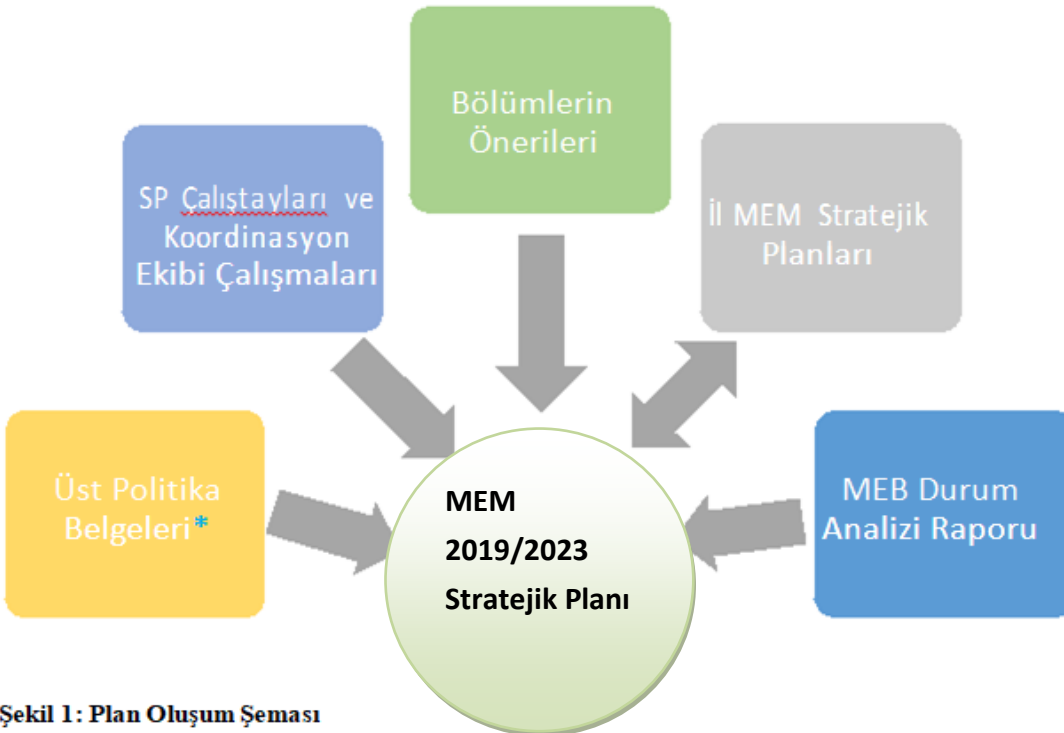 Bölümlerin
Önerileri
SP Çalıştayları ve
Koordinasyon
Ekibi Çalışmaları
İl MEM Stratejik
Planları
Üst Politika
Belgeleri*
MEB Durum
Analizi Raporu
MEM
2019/2023
Stratejik Planı
Şekil 1: Plan Oluşum Şeması